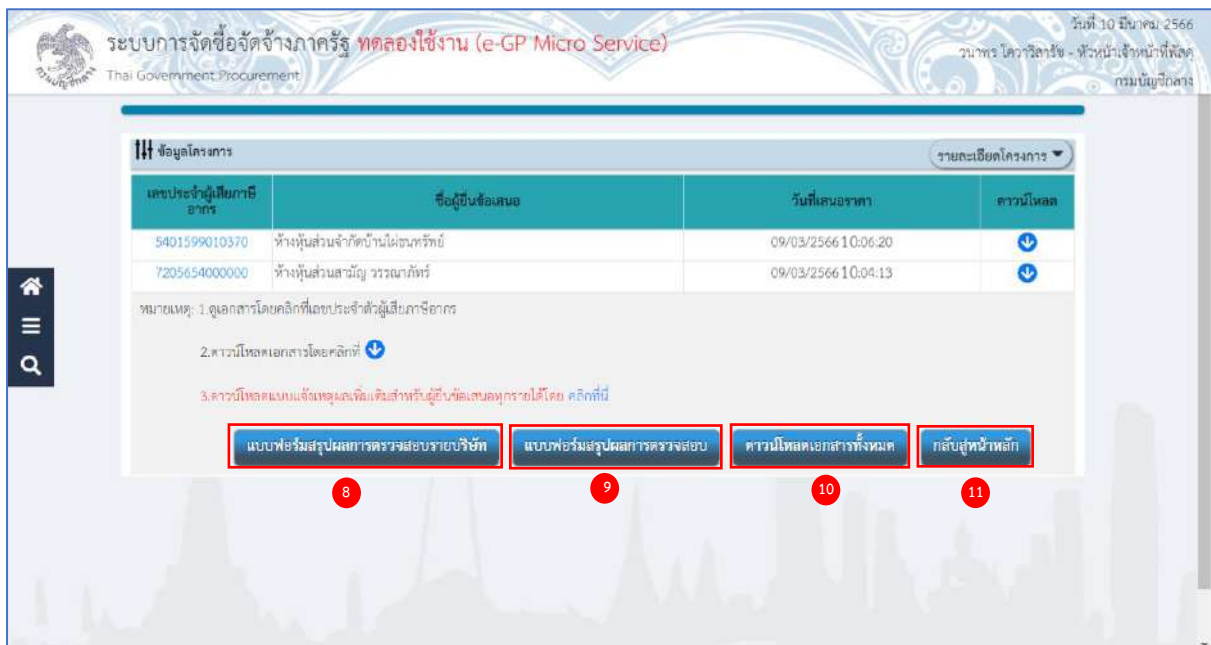 วันที่ 10 มีนาคม 2566
ระบบการจัดซื้อจัดจ้างภาครัฐ ทดลองใช้งาน (e-GP Micro Service)
วนาพร โควาวิสารัช - หัวหน้าเจ้าหน้าที่พัสดุ
Thai Government Procurement
กรมบัญชีกลาง
ข้อมูลโครงการ
รายละเอียดโครงการ
เลขประจำผู้เสียภาษี
อากร
ชื่อผู้ยื่นข้อเสนอ
วันที่เสนอราคา
ดาวน์โหลด
5401599010370 ห้างหุ้นส่วนจำกัดบ้านไผ่ธนทรัพย์ 09/03/2566 10:06:20
7205654000000 ห้างหุ้นส่วนสามัญ วรรณาภัทร์ 09/03/2566 10:04:13
หมายเหตุ: 1.ดูเอกสารโดยคลิกที่เลขประจำตัวผู้เสียภาษีอากร
2.ดาวน์โหลดเอกสารโดยคลิกที่
3.ดาวน์โหลดแบบแจ้งเหตุผลเพิ่มเติมสำหรับผู้ยื่นข้อเสนอทุกรายได้โดย คลิกที่นี่
แบบฟอร์มสรุปผลการตรวจสอบรายบริษัท แบบฟอร์มสรุปผลการตรวจสอบ ดาวน์โหลดเอกสารทั้งหมด กลับสู่หน้าหลัก
8 9 10 11